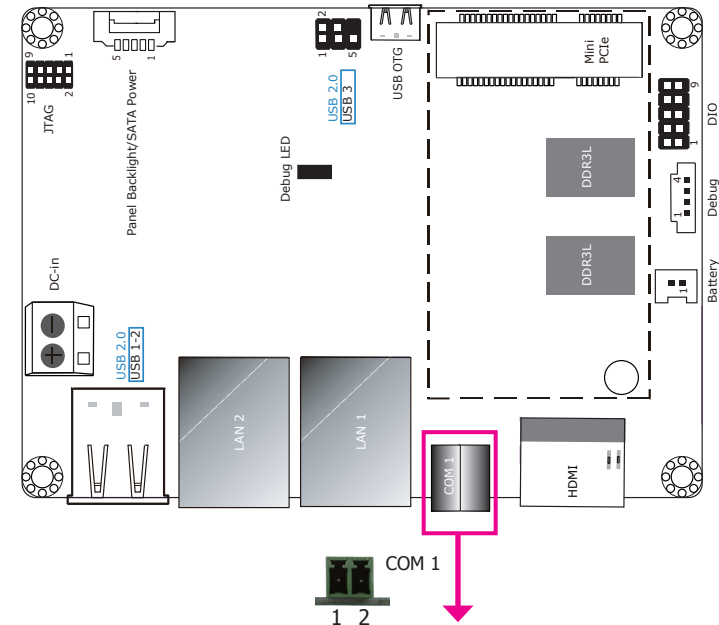 2
1
5
USB 2.0
USB 3
USB OTG
Mini
PCIe
9
1
10
2
JTAG
5
1
Panel Backlight/SATA Power
Debug LED
DDR3L
DDR3L
9
1
DIO
4
1
Debug
1
Battery
DC-in
USB 2.0
USB 1-2
LAN 2
LAN 1
COM 1
HDMI
COM 1
1 2